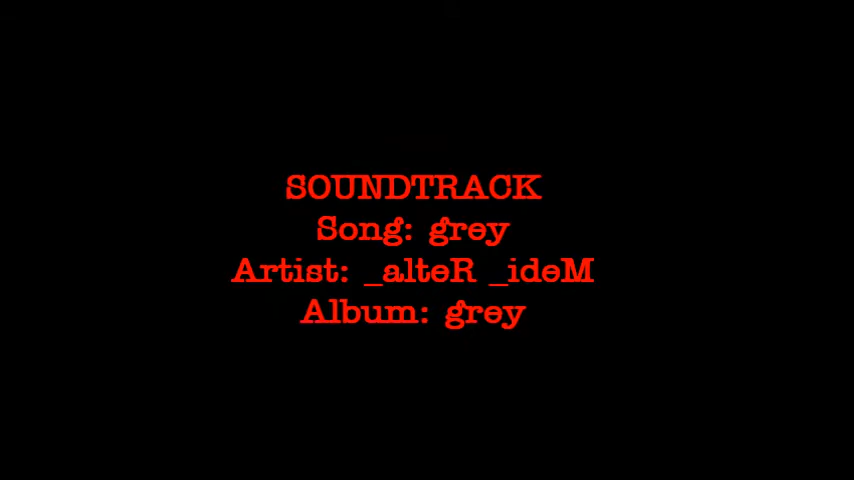 SOUNDTRACK
Song: grey
Artist: _alteR _ideM
Album: grey